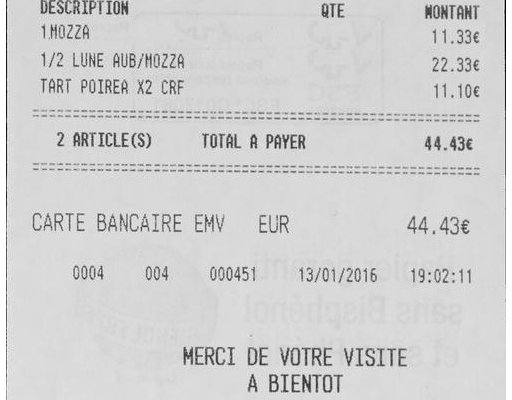 DESCRIPTION QTE MONTANT
1MOZZA 11.33€
1/2 LUNE AUB/MOZZA 22.33€
TART POIREA X2 CRF 11.10€
2 ARTICLE(S) TOTAL A PAYER 44.43€
CARTE BANCAIRE EMV EUR 44.43€
0004 004 000451 13/01/2016 19:02:11
MERCI DE VOTRE VISITE
A BIENTOT